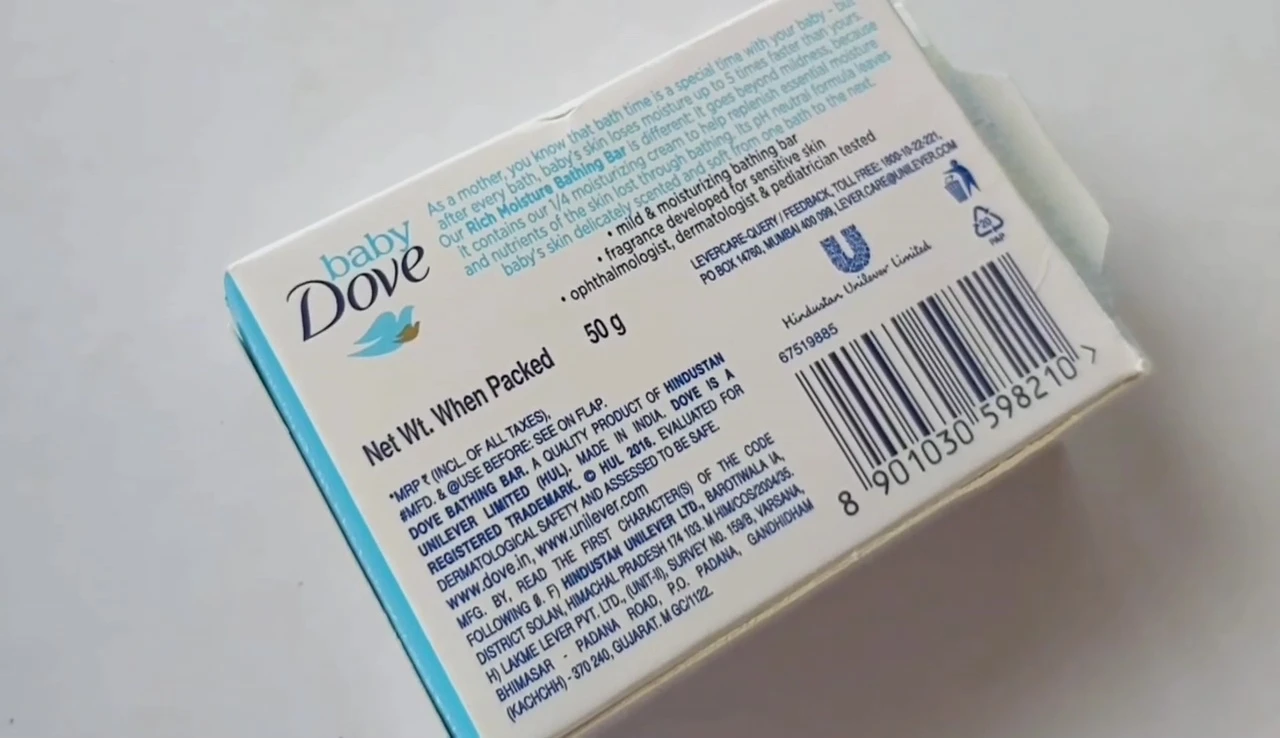 baby
Dove
As a mother, you know that bath time is a special time with your baby - but
after every bath, baby's skin loses moisture up to 5 times faster than yours.
Our Rich Moisture Bathing Bar is different: It goes beyond mildness, because
it contains our 1/4 moisturizing cream to help replenish essential moisture
and nutrients of the skin lost through bathing. Its pH neutral formula leaves
baby's skin delicately scented and soft from one bath to the next.
• mild & moisturizing bathing bar
• fragrance developed for sensitive skin
• ophthalmologist, dermatologist & pediatrician tested
LEVERCARE-QUERY / FEEDBACK, TOLL FREE: 1800-10-22-221,
PO BOX 14760, MUMBAI 400 099, LEVER.CARE@UNILEVER.COM
20
PAP
Hindustan Unilever Limited
67519885
8 901030 598210 >
Net Wt. When Packed 50 g
*MRP ₹ (INCL. OF ALL TAXES),
#MFD. & @USE BEFORE: SEE ON FLAP.
DOVE BATHING BAR. A QUALITY PRODUCT OF HINDUSTAN
UNILEVER LIMITED (HUL). MADE IN INDIA. DOVE IS A
REGISTERED TRADEMARK. © HUL 2016. EVALUATED FOR
DERMATOLOGICAL SAFETY AND ASSESSED TO BE SAFE.
www.dove.in, www.unilever.com
MFG. BY, READ THE FIRST CHARACTER(S) OF THE CODE
FOLLOWING B. F) HINDUSTAN UNILEVER LTD., BAROTIWALA IA,
DISTRICT SOLAN, HIMACHAL PRADESH 174 103. M HIM/COS/2004/35.
H) LAKME LEVER PVT. LTD., (UNIT-II), SURVEY NO. 159/B, VARSANA,
BHIMASAR - PADANA ROAD, P.O. PADANA, GANDHIDHAM
(KACHCHH) - 370 240, GUJARAT. M GC/1122.